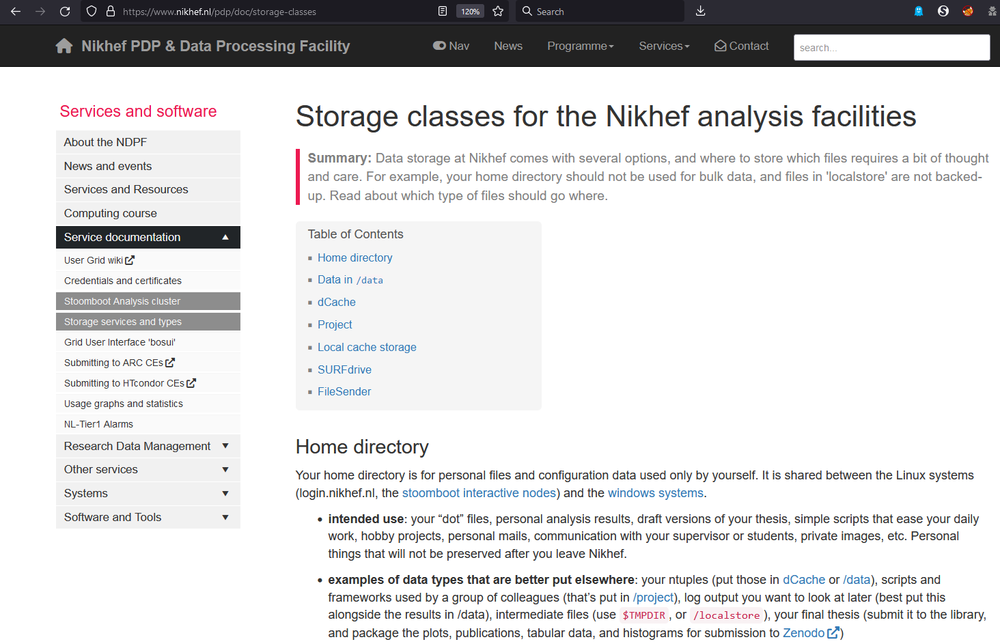 https://www.nikhef.nl/pdp/doc/storage-classes
120%
Search
Nikhef PDP & Data Processing Facility
Nav
News
Programme
Services
Contact
search...
Services and software
About the NDPF
News and events
Services and Resources
Computing course
Service documentation
User Grid wiki
Credentials and certificates
Stoomboot Analysis cluster
Storage services and types
Grid User Interface 'bosui'
Submitting to ARC CEs
Submitting to HTcondor CEs
Usage graphs and statistics
NL-Tier1 Alarms
Research Data Management
Other services
Systems
Software and Tools
Storage classes for the Nikhef analysis facilities
Summary: Data storage at Nikhef comes with several options, and where to store which files requires a bit of thought
and care. For example, your home directory should not be used for bulk data, and files in 'localstore' are not backed-
up. Read about which type of files should go where.
Table of Contents
▪ Home directory
▪ Data in /data
▪ dCache
▪ Project
▪ Local cache storage
▪ SURFdrive
▪ FileSender
Home directory
Your home directory is for personal files and configuration data used only by yourself. It is shared between the Linux systems
(login.nikhef.nl, the stoomboot interactive nodes) and the windows systems.
• intended use: your “dot” files, personal analysis results, draft versions of your thesis, simple scripts that ease your daily
work, hobby projects, personal mails, communication with your supervisor or students, private images, etc. Personal
things that will not be preserved after you leave Nikhef.
• examples of data types that are better put elsewhere: your ntuples (put those in dCache or /data), scripts and
frameworks used by a group of colleagues (that’s put in /project), log output you want to look at later (best put this
alongside the results in /data), intermediate files (use $TMPDIR, or /localstore), your final thesis (submit it to the library,
and package the plots, publications, tabular data, and histograms for submission to Zenodo)